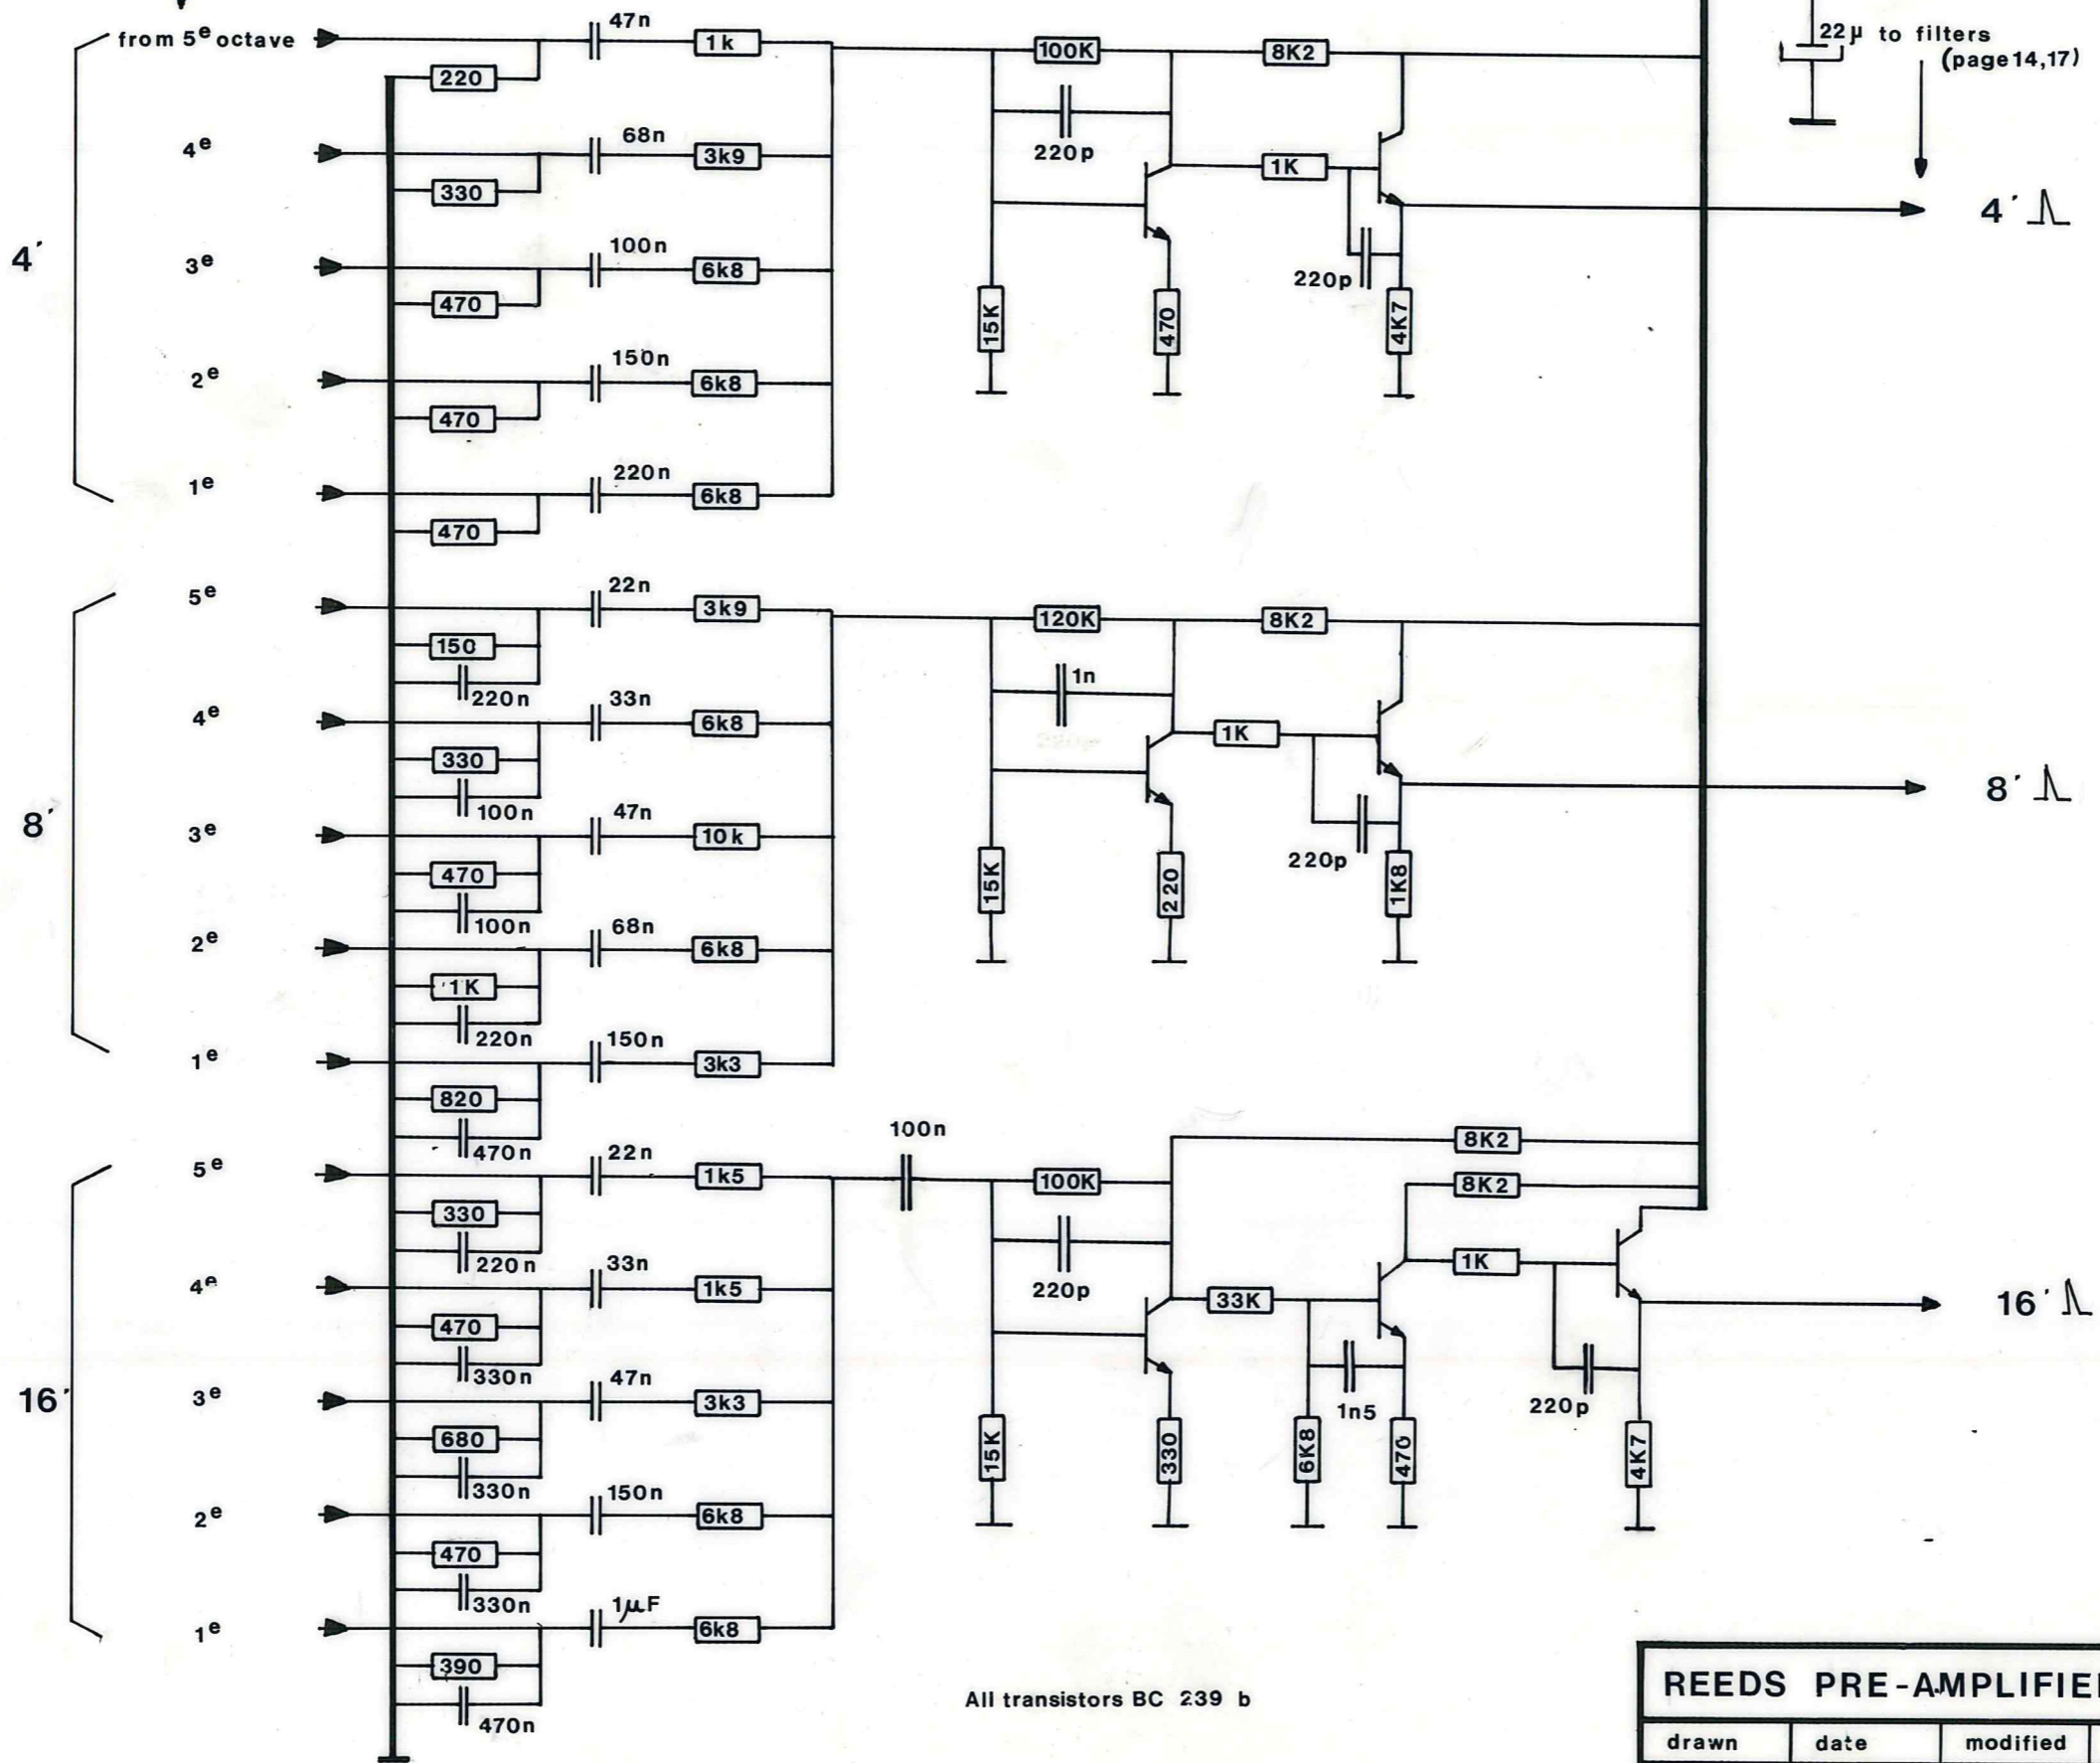 from 5e octave
47n
1k
220
100K
8K2
22µ to filters
(page 14,17)
4e
68n
3k9
330
220p
1K
4´
4´
3e
100n
6k8
470
220p
15K
470
4K7
2e
150n
6k8
470
1e
220n
6k8
470
5e
22n
3k9
150
220n
120K
8K2
1n
4e
33n
6k8
330
100n
1K
8´
8´
3e
47n
10k
470
100n
220p
15K
220
1K8
2e
68n
6k8
1K
220n
1e
150n
3k3
820
470n
100n
8K2
5e
22n
1k5
330
220n
100K
8K2
1K
4e
33n
1k5
470
330n
220p
33K
16´
16´
3e
47n
3k3
680
330n
1n5
220p
15K
330
6K8
470
4K7
2e
150n
6k8
470
330n
1e
1µF
6k8
390
470n
All transistors BC 239 b
REEDS PRE-AMPLIFIE
drawn date modified